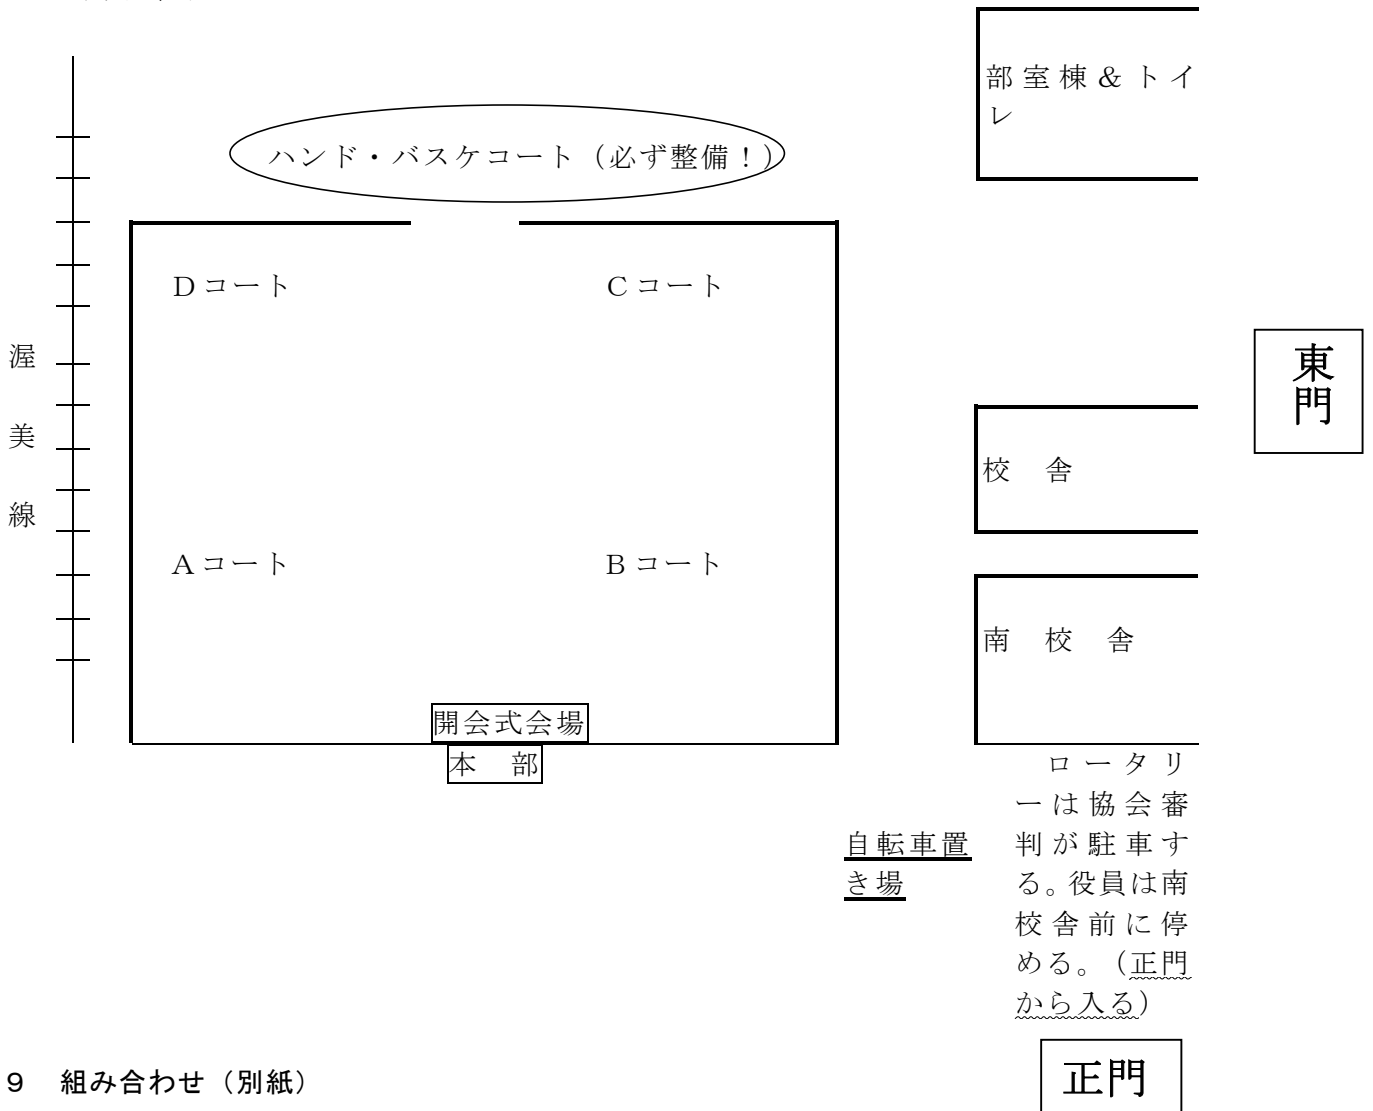 部室棟＆トイ
レ
ハンド・バスケコート（必ず整備！）
Ｄコート
Ｃコート
渥
美
線
東門
校　舎
Ａコート
Ｂコート
南　校　舎
開会式会場
本　部
自転車置
き場
ロータリ
ーは協会審
判が駐車す
る。役員は南
校舎前に停
める。（正門
から入る）
正門
９　組み合わせ（別紙）